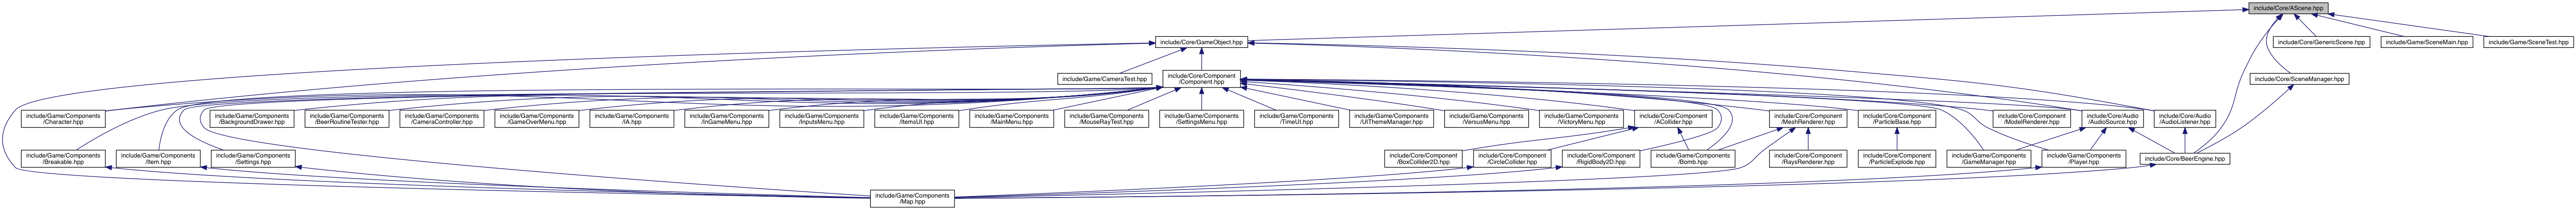 include/Core/AScene.hpp
include/Core/GameObject.hpp
include/Core/GenericScene.hpp
include/Game/SceneMain.hpp
include/Game/SceneTest.hpp
include/Game/CameraTest.hpp
include/Core/Component
/Component.hpp
include/Core/SceneManager.hpp
include/Game/Components
/Character.hpp
include/Game/Components
/BackgroundDrawer.hpp
include/Game/Components
/BeerRoutineTester.hpp
include/Game/Components
/CameraController.hpp
include/Game/Components
/GameOverMenu.hpp
include/Game/Components
/IA.hpp
include/Game/Components
/InGameMenu.hpp
include/Game/Components
/InputsMenu.hpp
include/Game/Components
/ItemsUI.hpp
include/Game/Components
/MainMenu.hpp
include/Game/Components
/MouseRayTest.hpp
include/Game/Components
/SettingsMenu.hpp
include/Game/Components
/TimeUI.hpp
include/Game/Components
/UIThemeManager.hpp
include/Game/Components
/VersusMenu.hpp
include/Game/Components
/VictoryMenu.hpp
include/Core/Component
/ACollider.hpp
include/Core/Component
/MeshRenderer.hpp
include/Core/Component
/ParticleBase.hpp
include/Core/Component
/ModelRenderer.hpp
include/Core/Audio
/AudioSource.hpp
include/Core/Audio
/AudioListener.hpp
include/Game/Components
/Breakable.hpp
include/Game/Components
/Item.hpp
include/Game/Components
/Settings.hpp
include/Core/Component
/BoxCollider2D.hpp
include/Core/Component
/CircleCollider.hpp
include/Core/Component
/RigidBody2D.hpp
include/Game/Components
/Bomb.hpp
include/Core/Component
/RaysRenderer.hpp
include/Core/Component
/ParticleExplode.hpp
include/Game/Components
/GameManager.hpp
include/Game/Components
/Player.hpp
include/Core/BeerEngine.hpp
include/Game/Components
/Map.hpp